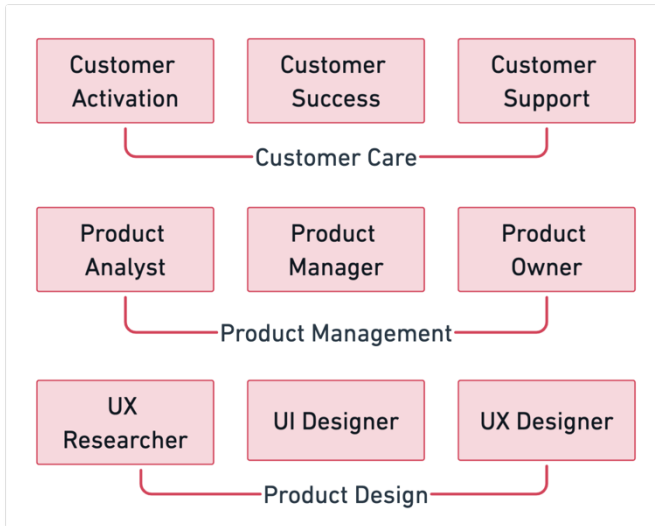 Customer
Activation
Customer
Success
Customer
Support
Customer Care
Product
Analyst
Product
Manager
Product
Owner
Product Management
UX
Researcher
UI Designer
UX Designer
Product Design